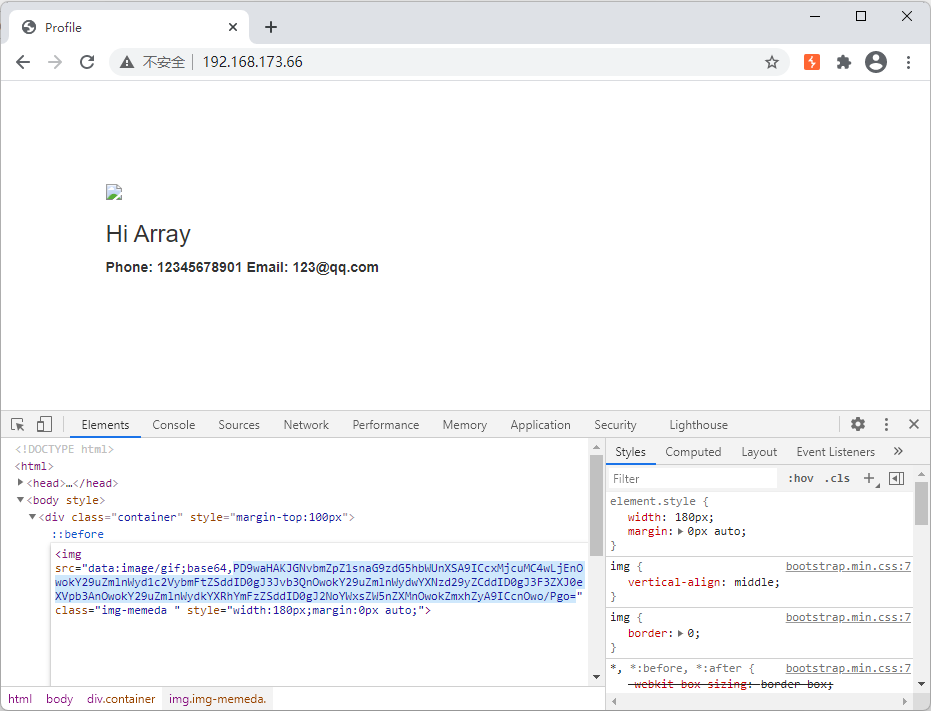 Profile
不安全 192.168.173.66
Hi Array
Phone: 12345678901 Email: 123@qq.com
Elements Console Sources Network Performance Memory Application Security Lighthouse
<!DOCTYPE html>
<html>
<head>…</head>
<body style>
<div class="container" style="margin-top:100px">
::before
<img
src="data:image/gif;base64,PD9waHAKJGNvbmZpZ1snaG9zdG5hbWUnXSA9ICcxMjcuMC4wLjEnO
wokY29uZmlnWyd1c2VybmFtZSddID0gJ3Jvb3QnOwokY29uZmlnWydwYXNzd29yZCddID0gJ3F3ZXJ0e
XVpb3AnOwokY29uZmlnWydkYXRhYmFzZSddID0gJ2NoYWxsZW5nZXMnOwokZmxhZyA9ICcnOwo/Pgo="
class="img-memeda " style="width:180px;margin:0px auto;">
html body div.container img.img-memeda.
Styles Computed Layout Event Listeners »
Filter :hov .cls
element.style {
width: 180px;
margin: 0px auto;
}
img { bootstrap.min.css:7
vertical-align: middle;
}
img { bootstrap.min.css:7
border: 0;
}
*, *:before, *:after { bootstrap.min.css:7
-webkit-box-sizing: border-box;